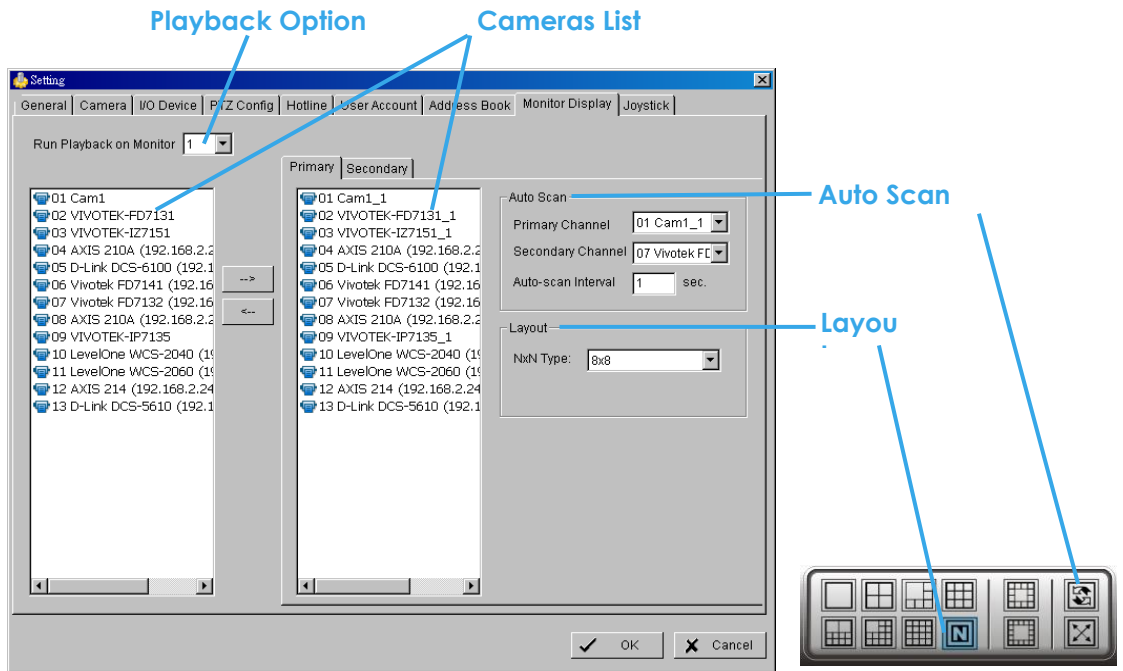 Playback Option
Cameras List
Setting
General
Camera
I/O Device
PTZ Config
Hotline
User Account
Address Book
Monitor Display
Joystick
Run Playback on Monitor 1
Primary
Secondary
01 Cam1
02 VIVOTEK-FD7131
03 VIVOTEK-IZ7151
04 AXIS 210A (192.168.2.2
05 D-Link DCS-6100 (192.1
06 Vivotek FD7141 (192.16
07 Vivotek FD7132 (192.16
08 AXIS 210A (192.168.2.2
09 VIVOTEK-IP7135
10 LevelOne WCS-2040 (19
11 LevelOne WCS-2060 (19
12 AXIS 214 (192.168.2.24
13 D-Link DCS-5610 (192.1
-->
<--
01 Cam1_1
02 VIVOTEK-FD7131_1
03 VIVOTEK-IZ7151_1
04 AXIS 210A (192.168.2.2
05 D-Link DCS-6100 (192.1
06 Vivotek FD7141 (192.16
07 Vivotek FD7132 (192.16
08 AXIS 210A (192.168.2.2
09 VIVOTEK-IP7135_1
10 LevelOne WCS-2040 (19
11 LevelOne WCS-2060 (19
12 AXIS 214 (192.168.2.24
13 D-Link DCS-5610 (192.1
Auto Scan
Primary Channel 01 Cam1_1
Secondary Channel 07 Vivotek FD
Auto-scan Interval 1 sec.
Layout
NxN Type: 8x8
OK
Cancel
Auto Scan
Layou
N